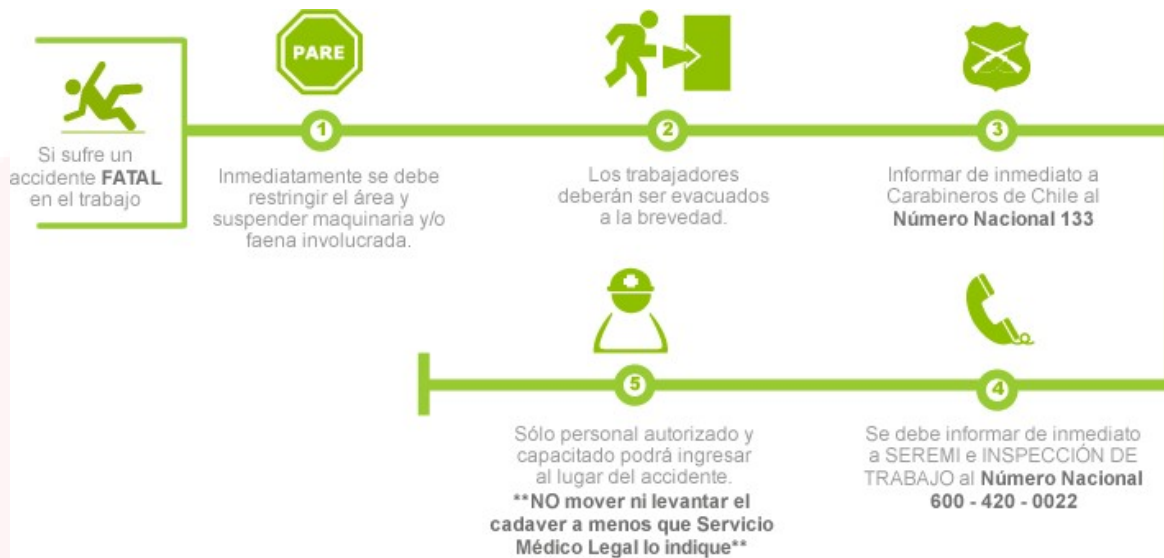 Si sufre un
accidente FATAL
en el trabajo
PARE
1
Inmediatamente se debe
restringir el área y
suspender maquinaria y/o
faena involucrada.
2
Los trabajadores
deberán ser evacuados
a la brevedad.
3
Informar de inmediato a
Carabineros de Chile al
Número Nacional 133
4
Se debe informar de inmediato
a SEREMI e INSPECCIÓN DE
TRABAJO al Número Nacional
600 - 420 - 0022
5
Sólo personal autorizado y
capacitado podrá ingresar
al lugar del accidente.
**NO mover ni levantar el
cadaver a menos que Servicio
Médico Legal lo indique**